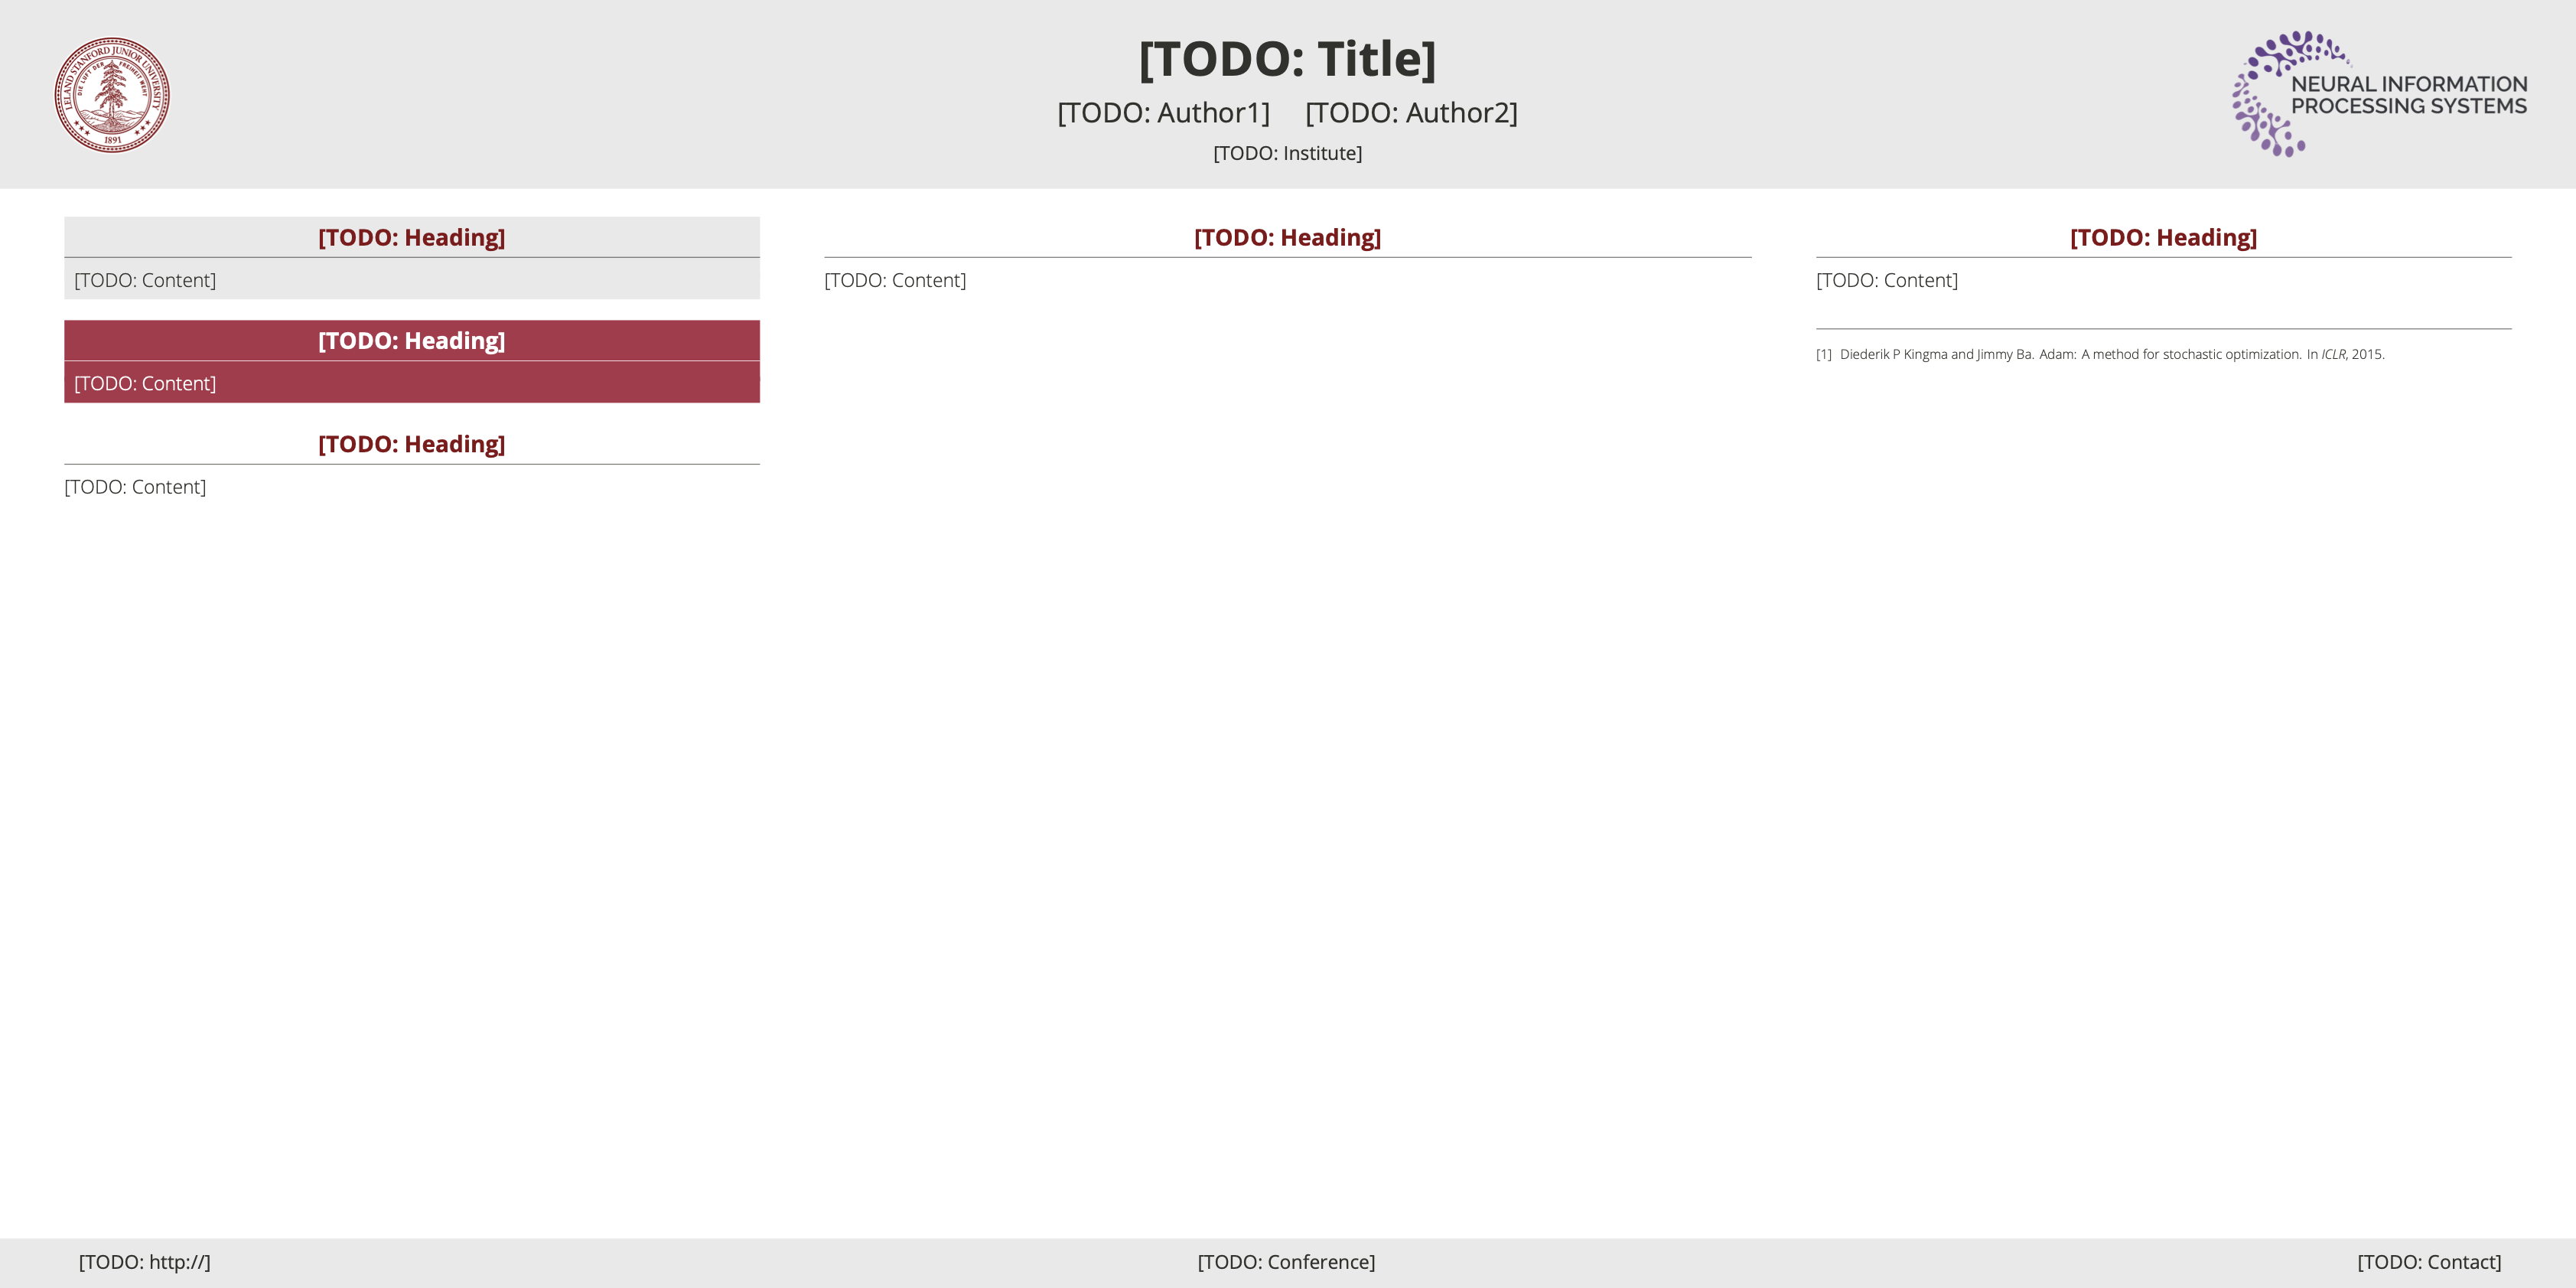 LELAND STANFORD JUNIOR UNIVERSITY
DIE LUFT DER FREIHEIT WEHT
1891
[TODO: Title]
[TODO: Author1] [TODO: Author2]
[TODO: Institute]
NEURAL INFORMATION
PROCESSING SYSTEMS
[TODO: Heading]
[TODO: Content]
[TODO: Heading]
[TODO: Content]
[TODO: Heading]
[TODO: Content]
[TODO: Heading]
[TODO: Content]
[TODO: Heading]
[TODO: Content]
[1] Diederik P Kingma and Jimmy Ba. Adam: A method for stochastic optimization. In ICLR, 2015.
[TODO: http://]
[TODO: Conference]
[TODO: Contact]